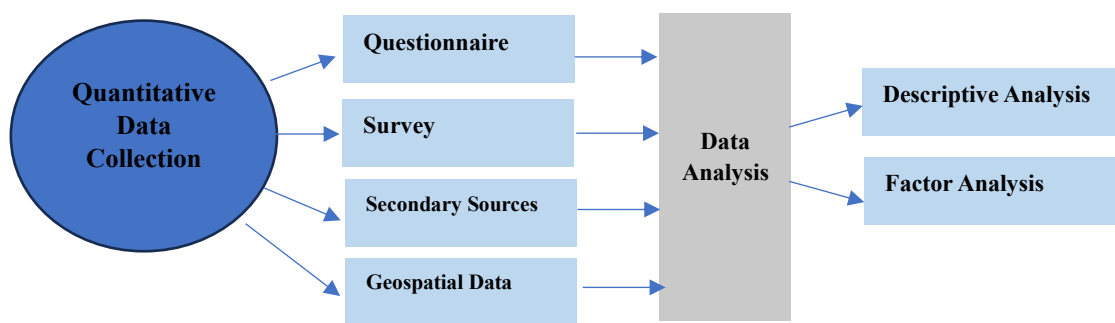 Quantitative
Data
Collection
Questionnaire
Survey
Secondary Sources
Geospatial Data
Data
Analysis
Descriptive Analysis
Factor Analysis